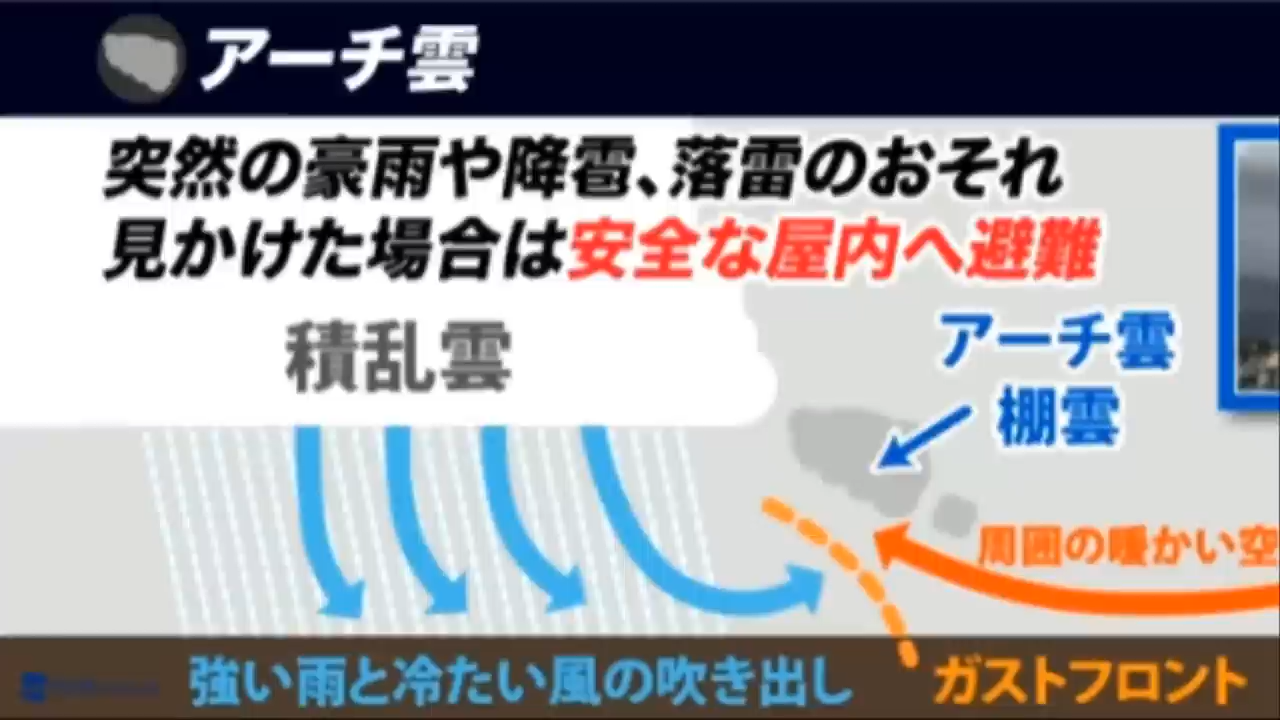 アーチ雲
突然の豪雨や降雹、落雷のおそれ
見かけた場合は安全な屋内へ避難
積乱雲
アーチ雲
棚雲
周囲の暖かい空
強い雨と冷たい風の吹き出し
ガストフロント